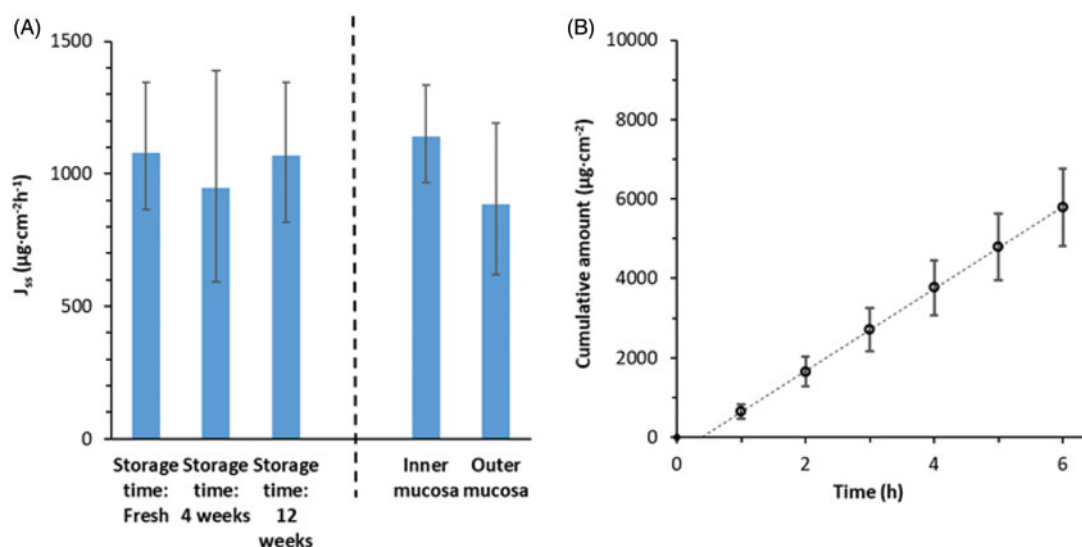 (A)
1500
1000
500
0
Jss (µg·cm⁻²h⁻¹)
Storage Storage Storage
time: time: time:
Fresh 4 weeks 12
weeks
Inner Outer
mucosa mucosa
(B)
10000
8000
6000
4000
2000
0
Cumulative amount (µg·cm⁻²)
0 2 4 6
Time (h)